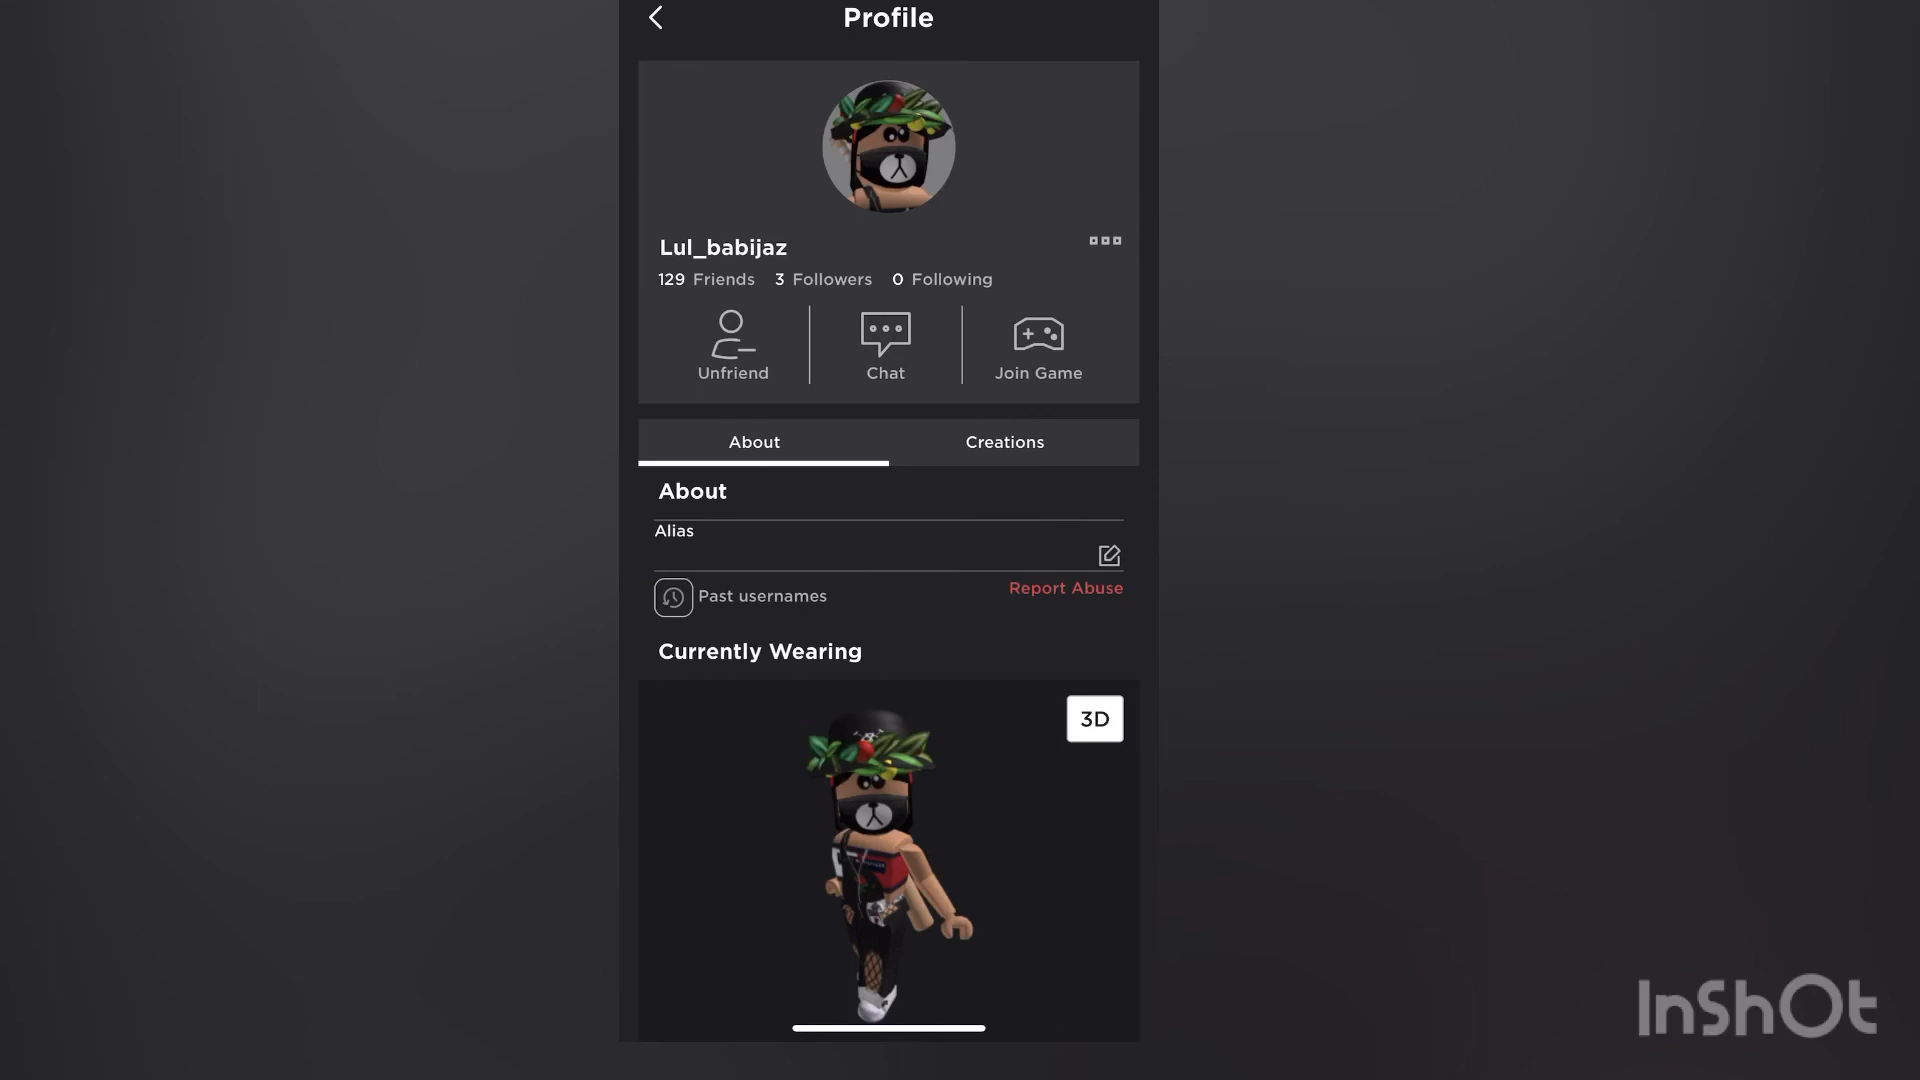 Profile
Lul_babijaz
129 Friends 3 Followers 0 Following
Unfriend Chat Join Game
About Creations
About
Alias
Past usernames Report Abuse
Currently Wearing
3D
InShOt